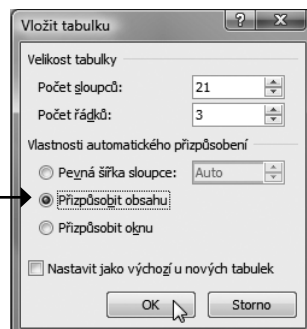 Vložit tabulku
Velikost tabulky
Počet sloupců: 21
Počet řádků: 3
Vlastnosti automatického přizpůsobení
Pevná šířka sloupce: Auto
Přizpůsobit obsahu
Přizpůsobit oknu
Nastavit jako výchozí u nových tabulek
OK Storno